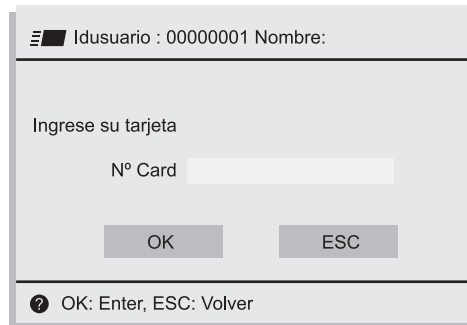 Idusuario : 00000001 Nombre:
Ingrese su tarjeta
Nº Card
OK ESC
? OK: Enter, ESC: Volver